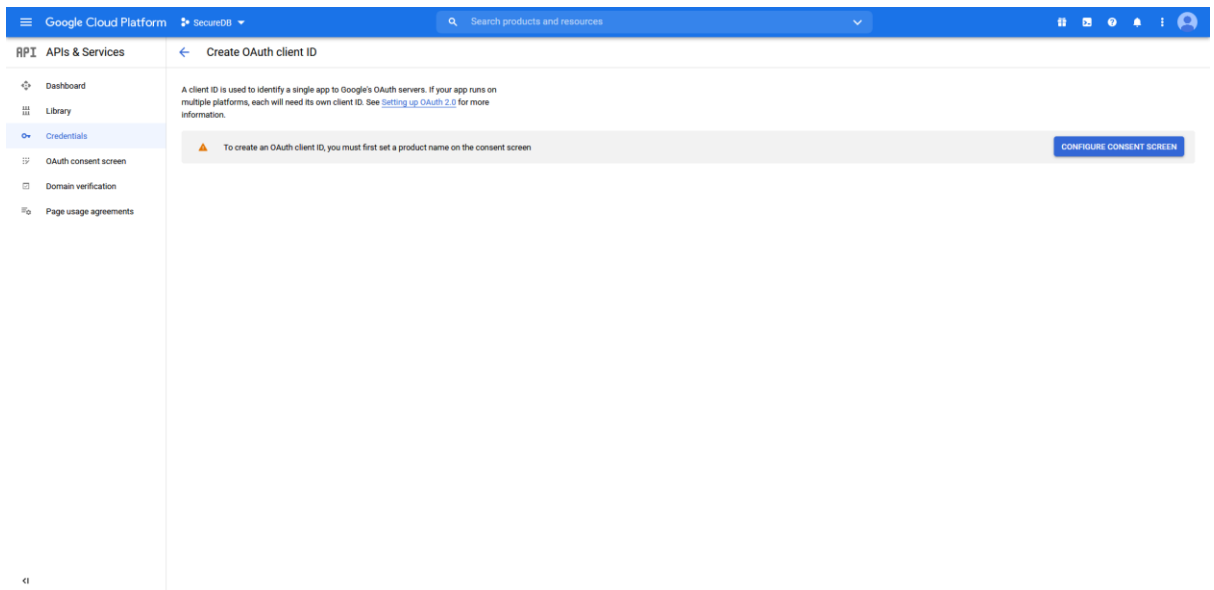 Google Cloud Platform SecureDB Search products and resources
API APIs & Services Create OAuth client ID
Dashboard
Library
Credentials
OAuth consent screen
Domain verification
Page usage agreements
A client ID is used to identify a single app to Google's OAuth servers. If your app runs on
multiple platforms, each will need its own client ID. See Setting up OAuth 2.0 for more
information.
To create an OAuth client ID, you must first set a product name on the consent screen CONFIGURE CONSENT SCREEN